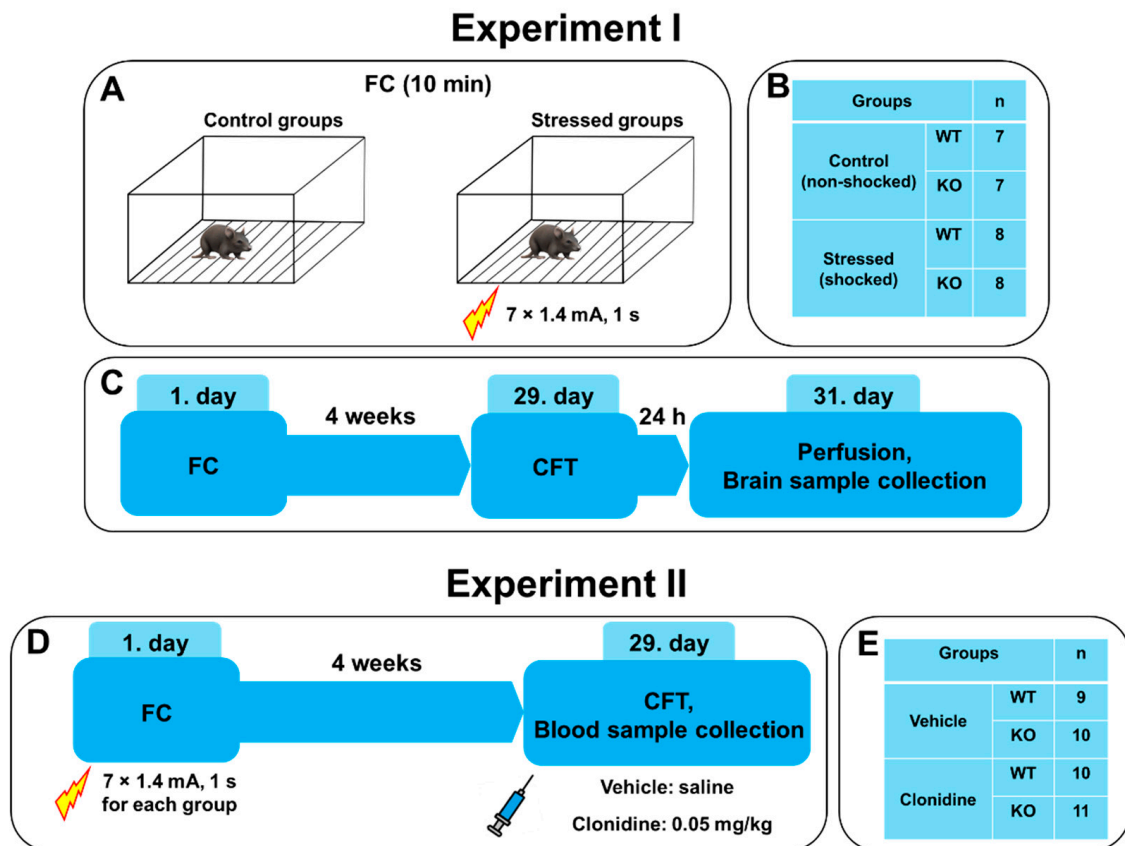 Experiment I
A
FC (10 min)
Control groups
Stressed groups
7 × 1.4 mA, 1 s
B
Groups n
Control
(non-shocked)
WT 7
KO 7
Stressed
(shocked)
WT 8
KO 8
C
1. day
FC
4 weeks
29. day
CFT
24 h
31. day
Perfusion,
Brain sample collection
Experiment II
D
1. day
FC
7 × 1.4 mA, 1 s
for each group
4 weeks
29. day
CFT,
Blood sample collection
Vehicle: saline
Clonidine: 0.05 mg/kg
E
Groups n
Vehicle
WT 9
KO 10
Clonidine
WT 10
KO 11